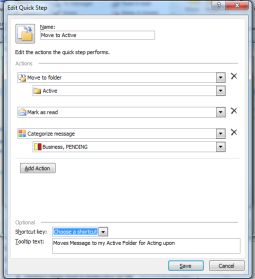 Edit Quick Step
Name:
Move to Active
Edit the actions the quick step performs.
Actions
Move to folder
Active
Mark as read
Categorize message
Business, PENDING
Add Action
Optional
Shortcut key: Choose a shortcut
Tooltip text: Moves Message to my Active Folder for Acting upon
Save Cancel